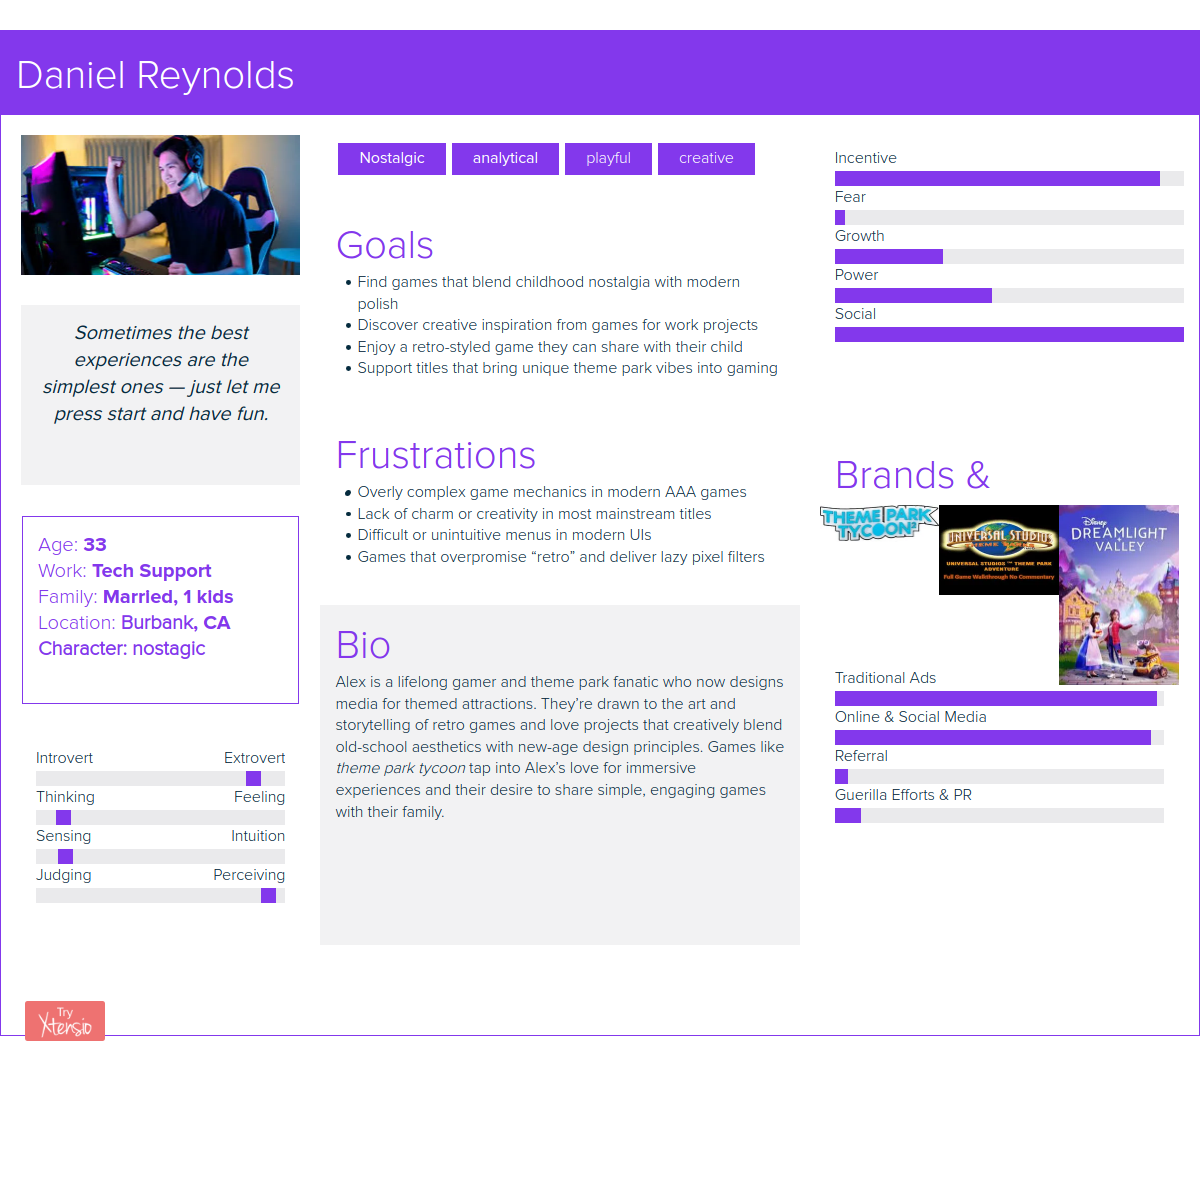 Daniel Reynolds
Nostalgic analytical playful creative
Sometimes the best
experiences are the
simplest ones — just let me
press start and have fun.
Age: 33
Work: Tech Support
Family: Married, 1 kids
Location: Burbank, CA
Character: nostagic
Introvert Extrovert
Thinking Feeling
Sensing Intuition
Judging Perceiving
Goals
• Find games that blend childhood nostalgia with modern
polish
• Discover creative inspiration from games for work projects
• Enjoy a retro-styled game they can share with their child
• Support titles that bring unique theme park vibes into gaming
Frustrations
• Overly complex game mechanics in modern AAA games
• Lack of charm or creativity in most mainstream titles
• Difficult or unintuitive menus in modern UIs
• Games that overpromise “retro” and deliver lazy pixel filters
Bio
Alex is a lifelong gamer and theme park fanatic who now designs
media for themed attractions. They’re drawn to the art and
storytelling of retro games and love projects that creatively blend
old-school aesthetics with new-age design principles. Games like
theme park tycoon tap into Alex’s love for immersive
experiences and their desire to share simple, engaging games
with their family.
Incentive
Fear
Growth
Power
Social
Brands &
THEME PARK
TYCOON2
UNIVERSAL STUDIOS
THEME PARKS
UNIVERSAL STUDIOS ™ THEME PARK
ADVENTURE
Full Game Walkthrough No Commentary
Disney
DREAMLIGHT
VALLEY
Traditional Ads
Online & Social Media
Referral
Guerilla Efforts & PR
Try
Xtensio